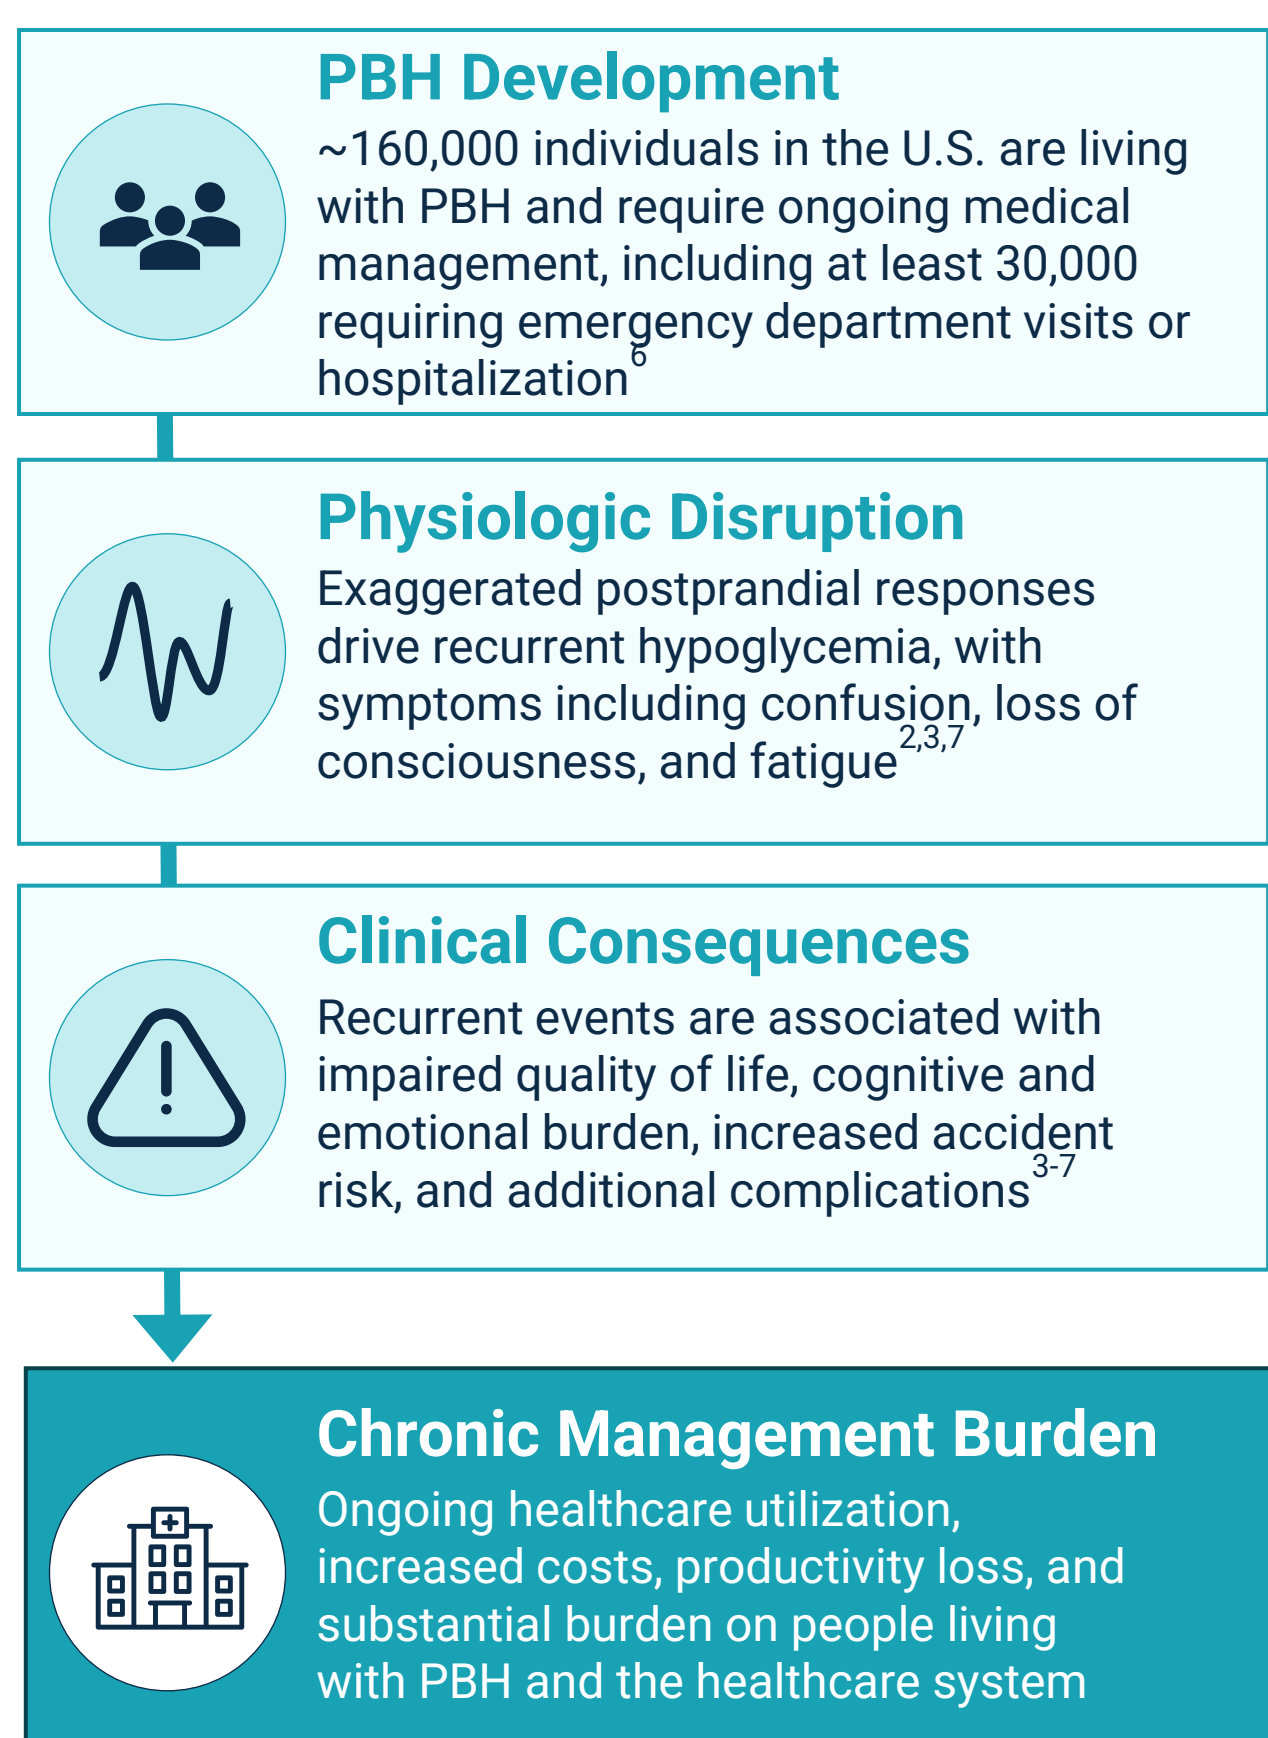 PBH Development
~160,000 individuals in the U.S. are living
with PBH and require ongoing medical
management, including at least 30,000
requiring emergency department visits or
hospitalization6
Physiologic Disruption
Exaggerated postprandial responses
drive recurrent hypoglycemia, with
symptoms including confusion, loss of
consciousness, and fatigue2,3,7
Clinical Consequences
Recurrent events are associated with
impaired quality of life, cognitive and
emotional burden, increased accident
risk, and additional complications3-7
Chronic Management Burden
Ongoing healthcare utilization,
increased costs, productivity loss, and
substantial burden on people living
with PBH and the healthcare system